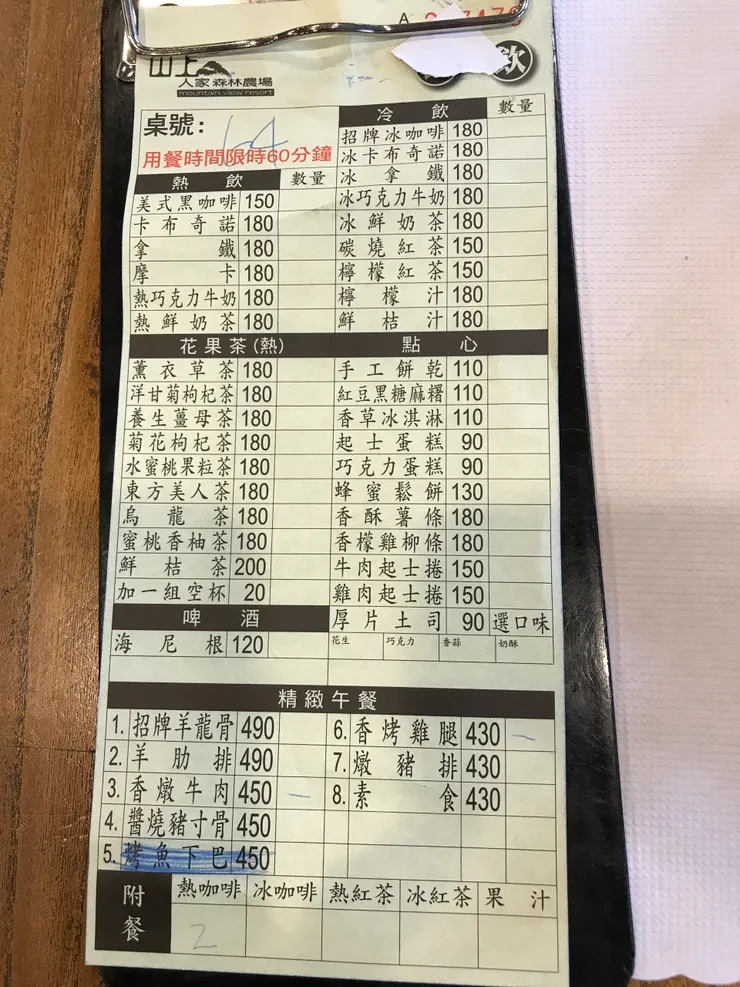 山上
人家 森林農場
mountain view resort
飲
桌號: 64
用餐時間限時60分鐘
熱飲 數量
美式黑咖啡 150
卡布奇諾 180
拿鐵 180
摩卡 180
熱巧克力牛奶 180
熱鮮奶茶 180
花果茶(熱)
薰衣草茶 180
洋甘菊枸杞茶 180
養生薑母茶 180
菊花枸杞茶 180
水蜜桃果粒茶 180
東方美人茶 180
烏龍茶 180
蜜桃香柚茶 180
鮮桔茶 200
加一組空杯 20
啤酒
海尼根 120
冷飲 數量
招牌冰咖啡 180
冰卡布奇諾 180
冰拿鐵 180
冰巧克力牛奶 180
冰鮮奶茶 180
碳燒紅茶 150
檸檬紅茶 150
檸檬汁 180
鮮桔汁 180
點心
手工餅乾 110
紅豆黑糖麻糬 110
香草冰淇淋 110
起士蛋糕 90
巧克力蛋糕 90
蜂蜜鬆餅 130
香酥薯條 180
香檬雞柳條 180
牛肉起士捲 150
雞肉起士捲 150
厚片土司 90 選口味
花生 巧克力 香蒜 奶酥
精緻午餐
1. 招牌羊龍骨 490
2. 羊肋排 490
3. 香燉牛肉 450 一
4. 醬燒豬寸骨 450
5. 烤魚下巴 450
6. 香烤雞腿 430 一
7. 燉豬排 430
8. 素食 430
附餐
熱咖啡 冰咖啡 熱紅茶 冰紅茶 果汁
2